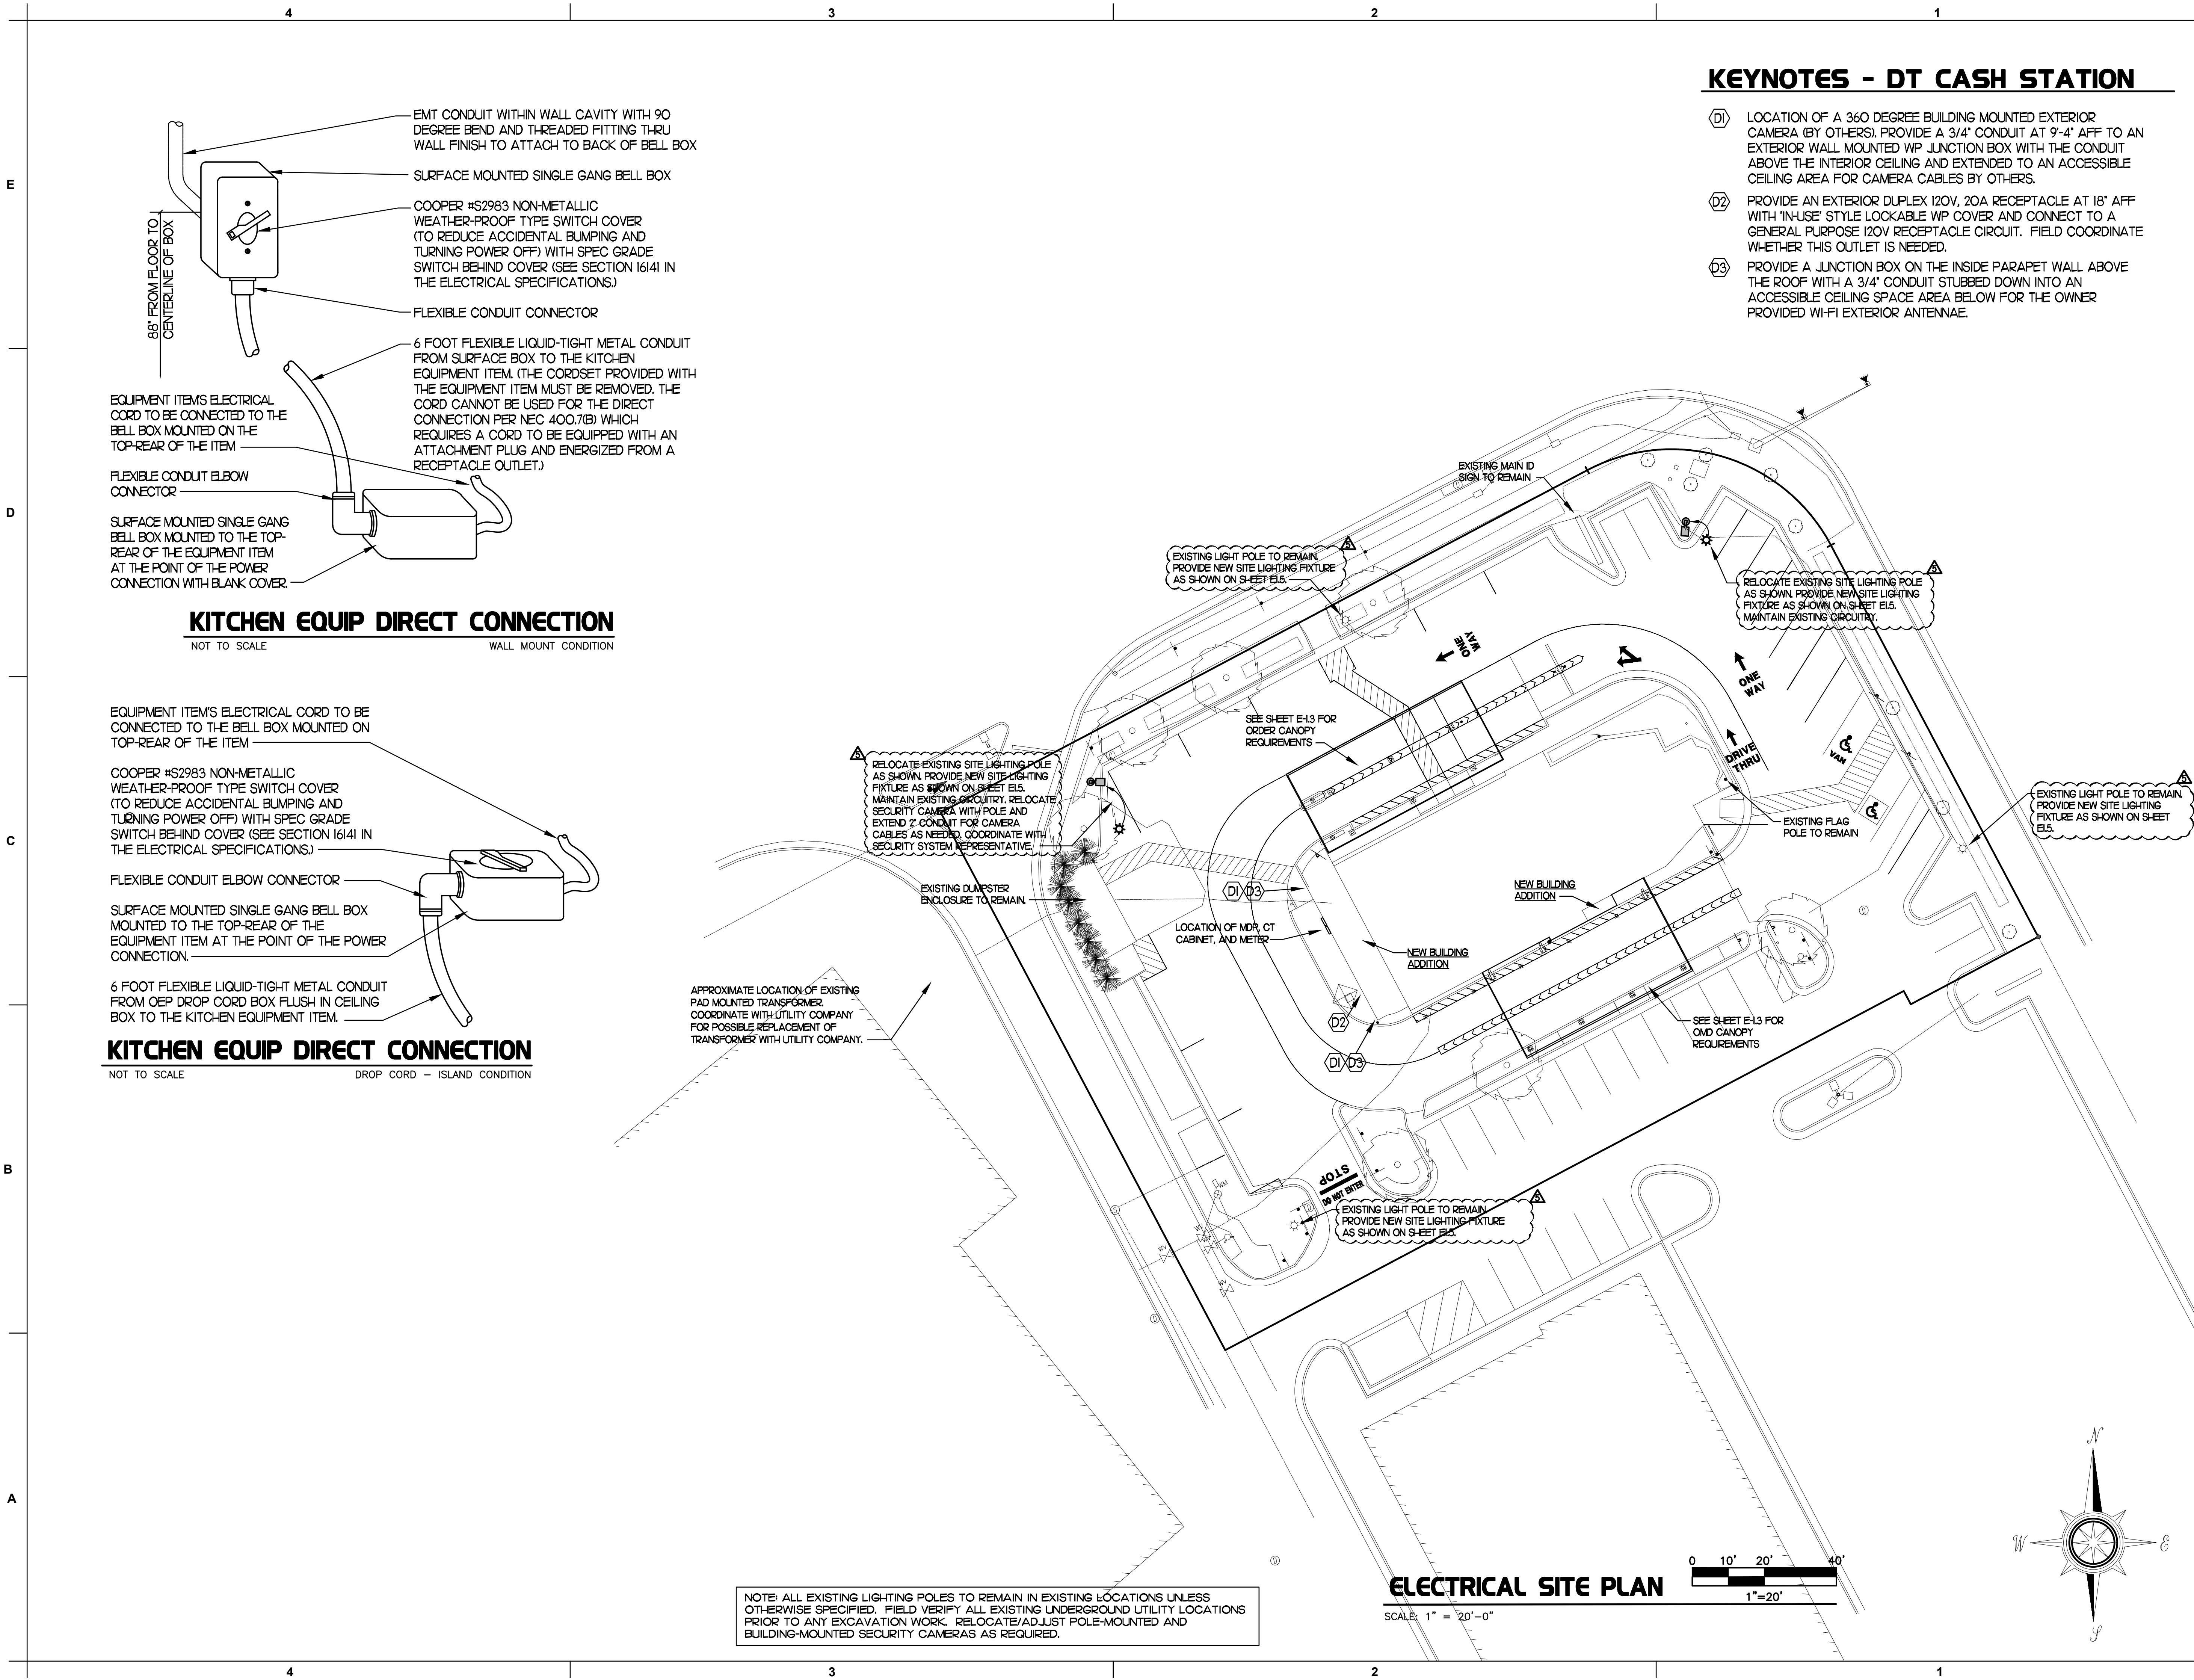 4 3 2 1
KEYNOTES - DT CASH STATION
D1 LOCATION OF A 360 DEGREE BUILDING MOUNTED EXTERIOR
CAMERA (BY OTHERS). PROVIDE A 3/4" CONDUIT AT 9'-4" AFF TO AN
EXTERIOR WALL MOUNTED WP JUNCTION BOX WITH THE CONDUIT
ABOVE THE INTERIOR CEILING AND EXTENDED TO AN ACCESSIBLE
CEILING AREA FOR CAMERA CABLES BY OTHERS.
D2 PROVIDE AN EXTERIOR DUPLEX 120V, 20A RECEPTACLE AT 18" AFF
WITH 'IN-USE' STYLE LOCKABLE WP COVER AND CONNECT TO A
GENERAL PURPOSE 120V RECEPTACLE CIRCUIT. FIELD COORDINATE
WHETHER THIS OUTLET IS NEEDED.
D3 PROVIDE A JUNCTION BOX ON THE INSIDE PARAPET WALL ABOVE
THE ROOF WITH A 3/4" CONDUIT STUBBED DOWN INTO AN
ACCESSIBLE CEILING SPACE AREA BELOW FOR THE OWNER
PROVIDED WI-FI EXTERIOR ANTENNAE.
E
D
C
B
A
EMT CONDUIT WITHIN WALL CAVITY WITH 90
DEGREE BEND AND THREADED FITTING THRU
WALL FINISH TO ATTACH TO BACK OF BELL BOX
SURFACE MOUNTED SINGLE GANG BELL BOX
COOPER #S2983 NON-METALLIC
WEATHER-PROOF TYPE SWITCH COVER
(TO REDUCE ACCIDENTAL BUMPING AND
TURNING POWER OFF) WITH SPEC GRADE
SWITCH BEHIND COVER (SEE SECTION 16141 IN
THE ELECTRICAL SPECIFICATIONS.)
FLEXIBLE CONDUIT CONNECTOR
6 FOOT FLEXIBLE LIQUID-TIGHT METAL CONDUIT
FROM SURFACE BOX TO THE KITCHEN
EQUIPMENT ITEM. (THE CORDSET PROVIDED WITH
THE EQUIPMENT ITEM MUST BE REMOVED. THE
CORD CANNOT BE USED FOR THE DIRECT
CONNECTION PER NEC 400.7(B) WHICH
REQUIRES A CORD TO BE EQUIPPED WITH AN
ATTACHMENT PLUG AND ENERGIZED FROM A
RECEPTACLE OUTLET.)
88" FROM FLOOR TO
CENTERLINE OF BOX
EQUIPMENT ITEM'S ELECTRICAL
CORD TO BE CONNECTED TO THE
BELL BOX MOUNTED ON THE
TOP-REAR OF THE ITEM
FLEXIBLE CONDUIT ELBOW
CONNECTOR
SURFACE MOUNTED SINGLE GANG
BELL BOX MOUNTED TO THE TOP-
REAR OF THE EQUIPMENT ITEM
AT THE POINT OF THE POWER
CONNECTION WITH BLANK COVER.
KITCHEN EQUIP DIRECT CONNECTION
NOT TO SCALE WALL MOUNT CONDITION
EQUIPMENT ITEM'S ELECTRICAL CORD TO BE
CONNECTED TO THE BELL BOX MOUNTED ON
TOP-REAR OF THE ITEM
COOPER #S2983 NON-METALLIC
WEATHER-PROOF TYPE SWITCH COVER
(TO REDUCE ACCIDENTAL BUMPING AND
TURNING POWER OFF) WITH SPEC GRADE
SWITCH BEHIND COVER (SEE SECTION 16141 IN
THE ELECTRICAL SPECIFICATIONS.)
FLEXIBLE CONDUIT ELBOW CONNECTOR
SURFACE MOUNTED SINGLE GANG BELL BOX
MOUNTED TO THE TOP-REAR OF THE
EQUIPMENT ITEM AT THE POINT OF THE POWER
CONNECTION.
6 FOOT FLEXIBLE LIQUID-TIGHT METAL CONDUIT
FROM OEP DROP CORD BOX FLUSH IN CEILING
BOX TO THE KITCHEN EQUIPMENT ITEM.
KITCHEN EQUIP DIRECT CONNECTION
NOT TO SCALE DROP CORD – ISLAND CONDITION
EXISTING MAIN ID
SIGN TO REMAIN
5
EXISTING LIGHT POLE TO REMAIN.
PROVIDE NEW SITE LIGHTING FIXTURE
AS SHOWN ON SHEET E1.5.
5
RELOCATE EXISTING SITE LIGHTING POLE
AS SHOWN. PROVIDE NEW SITE LIGHTING
FIXTURE AS SHOWN ON SHEET E1.5.
MAINTAIN EXISTING CIRCUITRY.
ONE
WAY
ONE
WAY
DRIVE
THRU
VAN
SEE SHEET E-1.3 FOR
ORDER CANOPY
REQUIREMENTS
5
RELOCATE EXISTING SITE LIGHTING POLE
AS SHOWN. PROVIDE NEW SITE LIGHTING
FIXTURE AS SHOWN ON SHEET E1.5.
MAINTAIN EXISTING CIRCUITRY. RELOCATE
SECURITY CAMERA WITH POLE AND
EXTEND 2" CONDUIT FOR CAMERA
CABLES AS NEEDED. COORDINATE WITH
SECURITY SYSTEM REPRESENTATIVE.
5
EXISTING LIGHT POLE TO REMAIN.
PROVIDE NEW SITE LIGHTING
FIXTURE AS SHOWN ON SHEET
E1.5.
EXISTING FLAG
POLE TO REMAIN
EXISTING DUMPSTER
ENCLOSURE TO REMAIN.
D1 D3
NEW BUILDING
ADDITION
LOCATION OF MDP, CT
CABINET, AND METER
NEW BUILDING
ADDITION
APPROXIMATE LOCATION OF EXISTING
PAD MOUNTED TRANSFORMER.
COORDINATE WITH UTILITY COMPANY
FOR POSSIBLE REPLACEMENT OF
TRANSFORMER WITH UTILITY COMPANY.
D2
D1 D3
SEE SHEET E-1.3 FOR
OMD CANOPY
REQUIREMENTS
STOP
DO NOT ENTER
5
EXISTING LIGHT POLE TO REMAIN.
PROVIDE NEW SITE LIGHTING FIXTURE
AS SHOWN ON SHEET E1.5.
WM
WV
WV
WV
N
W E
S
0 10' 20' 40'
1"=20'
ELECTRICAL SITE PLAN
SCALE: 1" = 20'-0"
NOTE: ALL EXISTING LIGHTING POLES TO REMAIN IN EXISTING LOCATIONS UNLESS
OTHERWISE SPECIFIED. FIELD VERIFY ALL EXISTING UNDERGROUND UTILITY LOCATIONS
PRIOR TO ANY EXCAVATION WORK. RELOCATE/ADJUST POLE-MOUNTED AND
BUILDING-MOUNTED SECURITY CAMERAS AS REQUIRED.
4 3 2 1